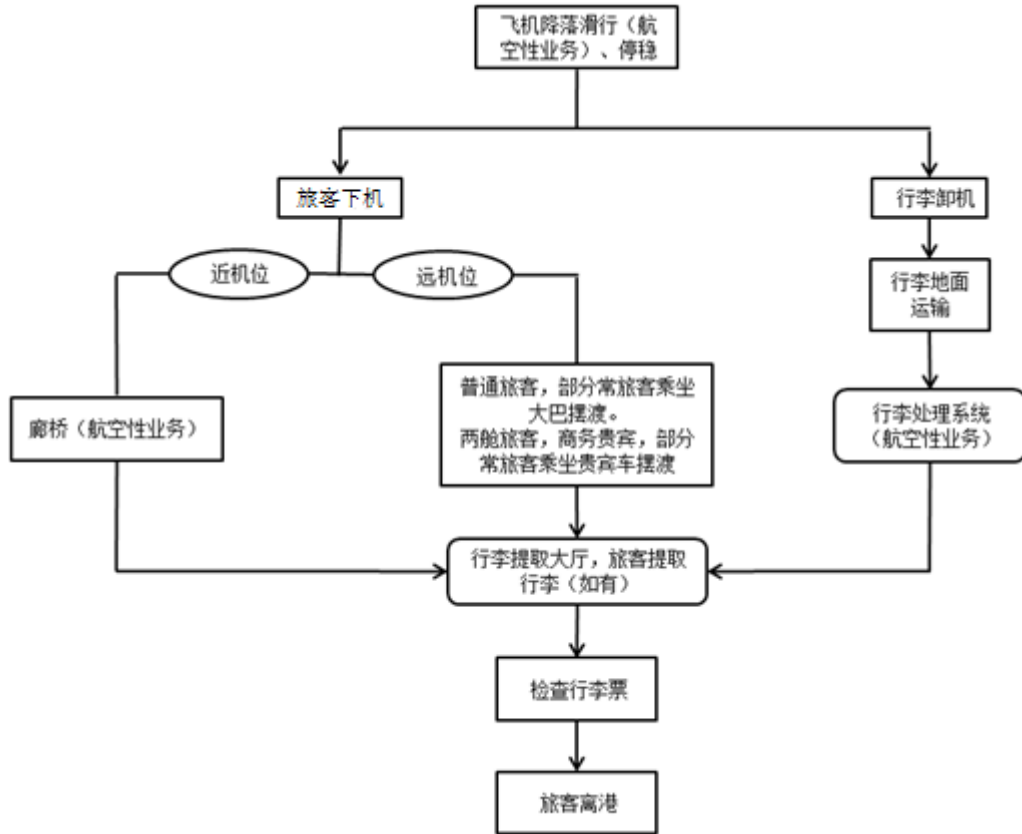 飞机降落滑行（航
空性业务）、停稳
旅客下机
行李卸机
近机位
远机位
行李地面
运输
廊桥（航空性业务）
普通旅客，部分常旅客乘坐
大巴摆渡。
两舱旅客，商务贵宾，部分
常旅客乘坐贵宾车摆渡
行李处理系统
（航空性业务）
行李提取大厅，旅客提取
行李（如有）
检查行李票
旅客离港